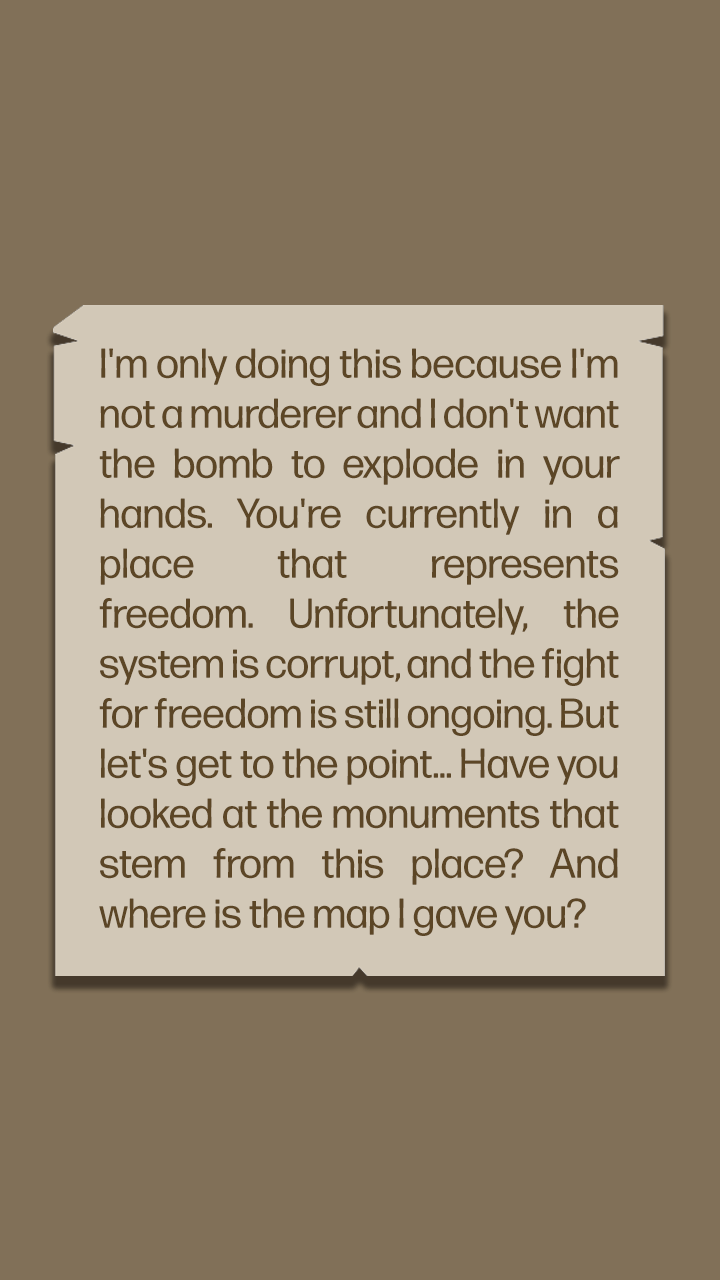 I'm only doing this because I'm
not a murderer and I don't want
the bomb to explode in your
hands. You're currently in a
place that represents
freedom. Unfortunately, the
system is corrupt, and the fight
for freedom is still ongoing. But
let's get to the point... Have you
looked at the monuments that
stem from this place? And
where is the map I gave you?